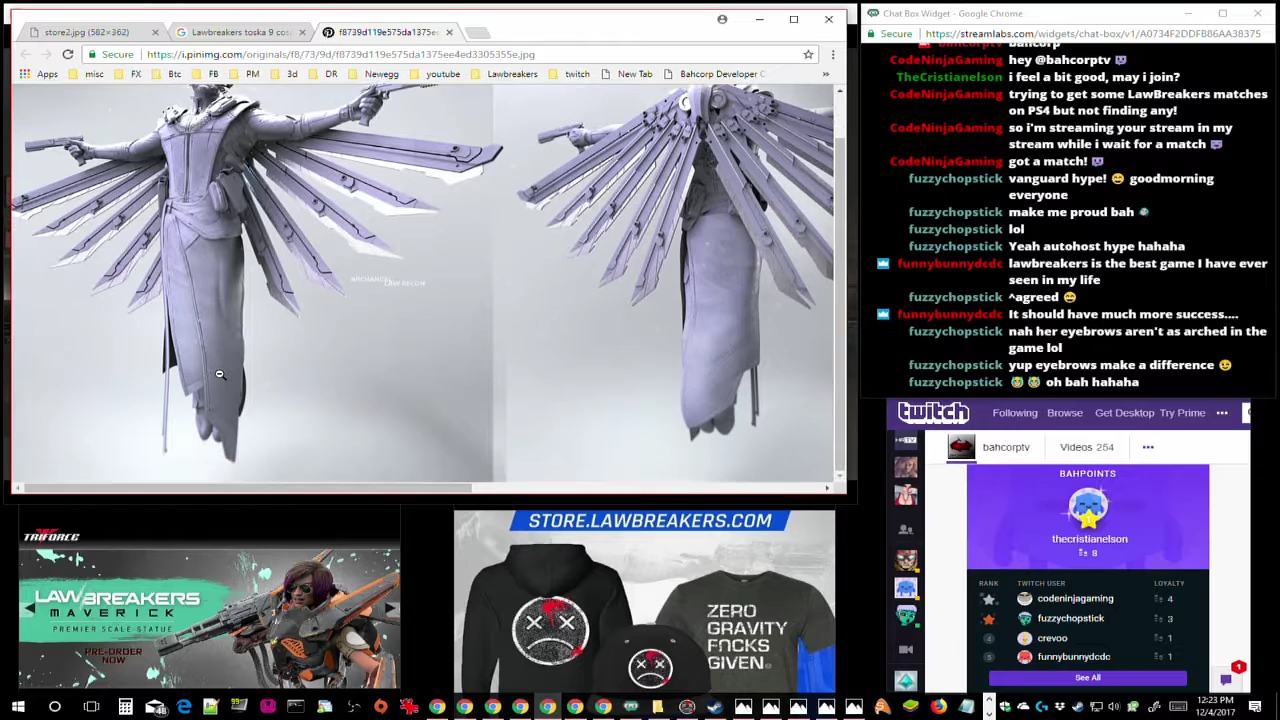 store2.jpg (582×362)
Lawbreakers toska 9 cos
f8739d119e575da1375ee
Secure
https://i.pinimg.com/originals/f8/73/9d/f8739d119e575da1375ee4ed3305355e.jpg
Apps misc FX Btc FB PM 3d DR Newegg youtube Lawbreakers twitch New Tab Bahcorp Developer C »
ARCHANGEL
Chat Box Widget - Google Chrome
Secure https://streamlabs.com/widgets/chat-box/v1/A0734F2DDFB86AA38375
bahcorptv bahcorp
CodeNinjaGaming hey @bahcorptv
TheCristianelson i feel a bit good, may i join?
CodeNinjaGaming trying to get some LawBreakers matches
on PS4 but not finding any!
CodeNinjaGaming so i'm streaming your stream in my
stream while i wait for a match
CodeNinjaGaming got a match!
fuzzychopstick vanguard hype! goodmorning
everyone
fuzzychopstick make me proud bah
fuzzychopstick lol
fuzzychopstick Yeah autohost hype hahaha
funnybunnydcdc lawbreakers is the best game I have ever
seen in my life
fuzzychopstick ^agreed
funnybunnydcdc It should have much more success....
fuzzychopstick nah her eyebrows aren't as arched in the
game lol
fuzzychopstick yup eyebrows make a difference
fuzzychopstick oh bah hahaha
twitch Following Browse Get Desktop Try Prime ...
bahcorptv Videos 254 ...
BAHPOINTS
1
thecristianelson
8
RANK TWITCH USER LOYALTY
codeninjagaming 4
fuzzychopstick 3
4 crevoo 1
5 funnybunnydcdc 1
See All
1
TRIFORCE
LAWBREAKERS
MAVERICK
PREMIER SCALE STATUE
PRE-ORDER
NOW
STORE.LAWBREAKERS.COM
ZERO
GRAVITY
FXCKS
GIVEN
12:23 PM
12/4/2017